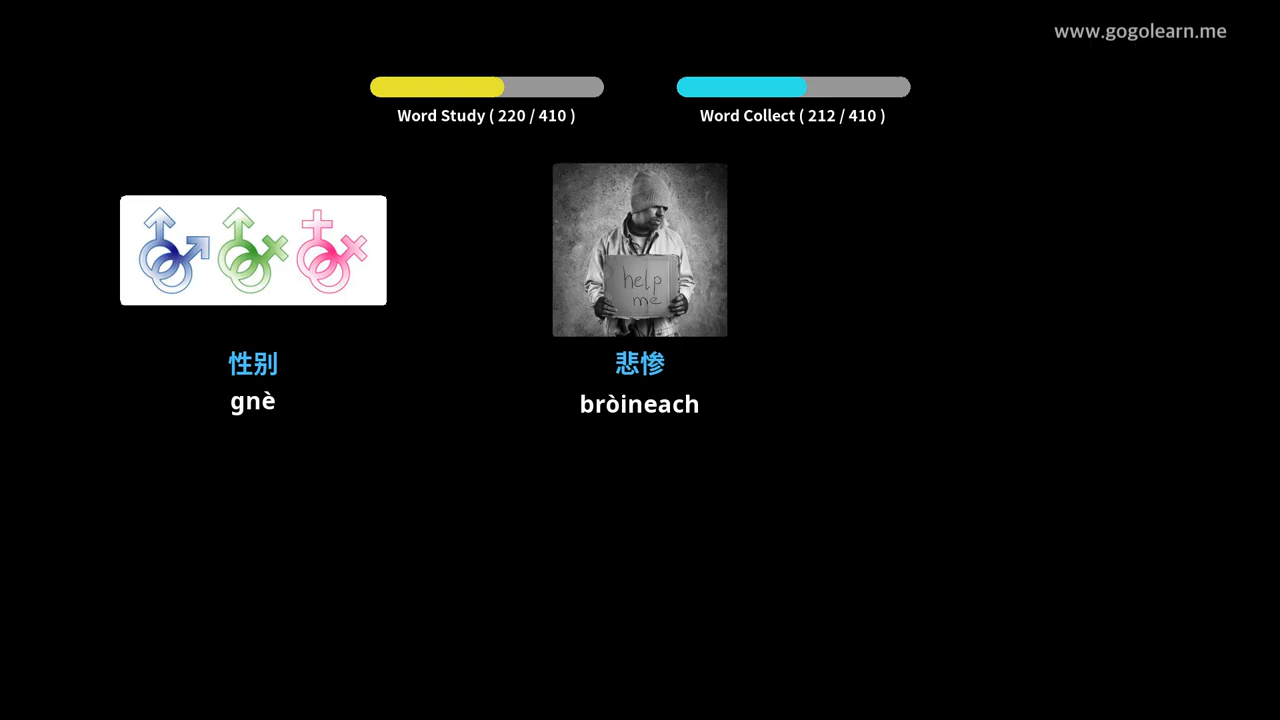 www.gogolearn.me
Word Study ( 220 / 410 )
Word Collect ( 212 / 410 )
help
me
性别
gnè
悲惨
bròineach